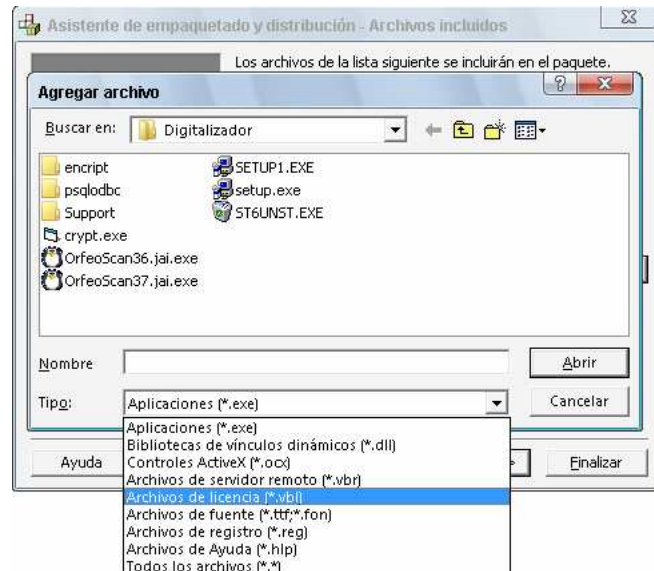 Asistente de empaquetado y distribución - Archivos incluidos
Los archivos de la lista siguiente se incluirán en el paquete.
Agregar archivo
Buscar en: Digitalizador
encript
psqlodbc
Support
crypt.exe
OrfeoScan36.jai.exe
OrfeoScan37.jai.exe
SETUP1.EXE
setup.exe
ST6UNST.EXE
Nombre
Abrir
Tipo: Aplicaciones (*.exe)
Cancelar
Aplicaciones (*.exe)
Bibliotecas de vínculos dinámicos (*.dll)
Controles ActiveX (*.ocx)
Archivos de servidor remoto (*.vbr)
Archivos de licencia (*.vbl)
Archivos de fuente (*.ttf;*.fon)
Archivos de registro (*.reg)
Archivos de Ayuda (*.hlp)
Todos los archivos (*.*)
Ayuda
> Finalizar